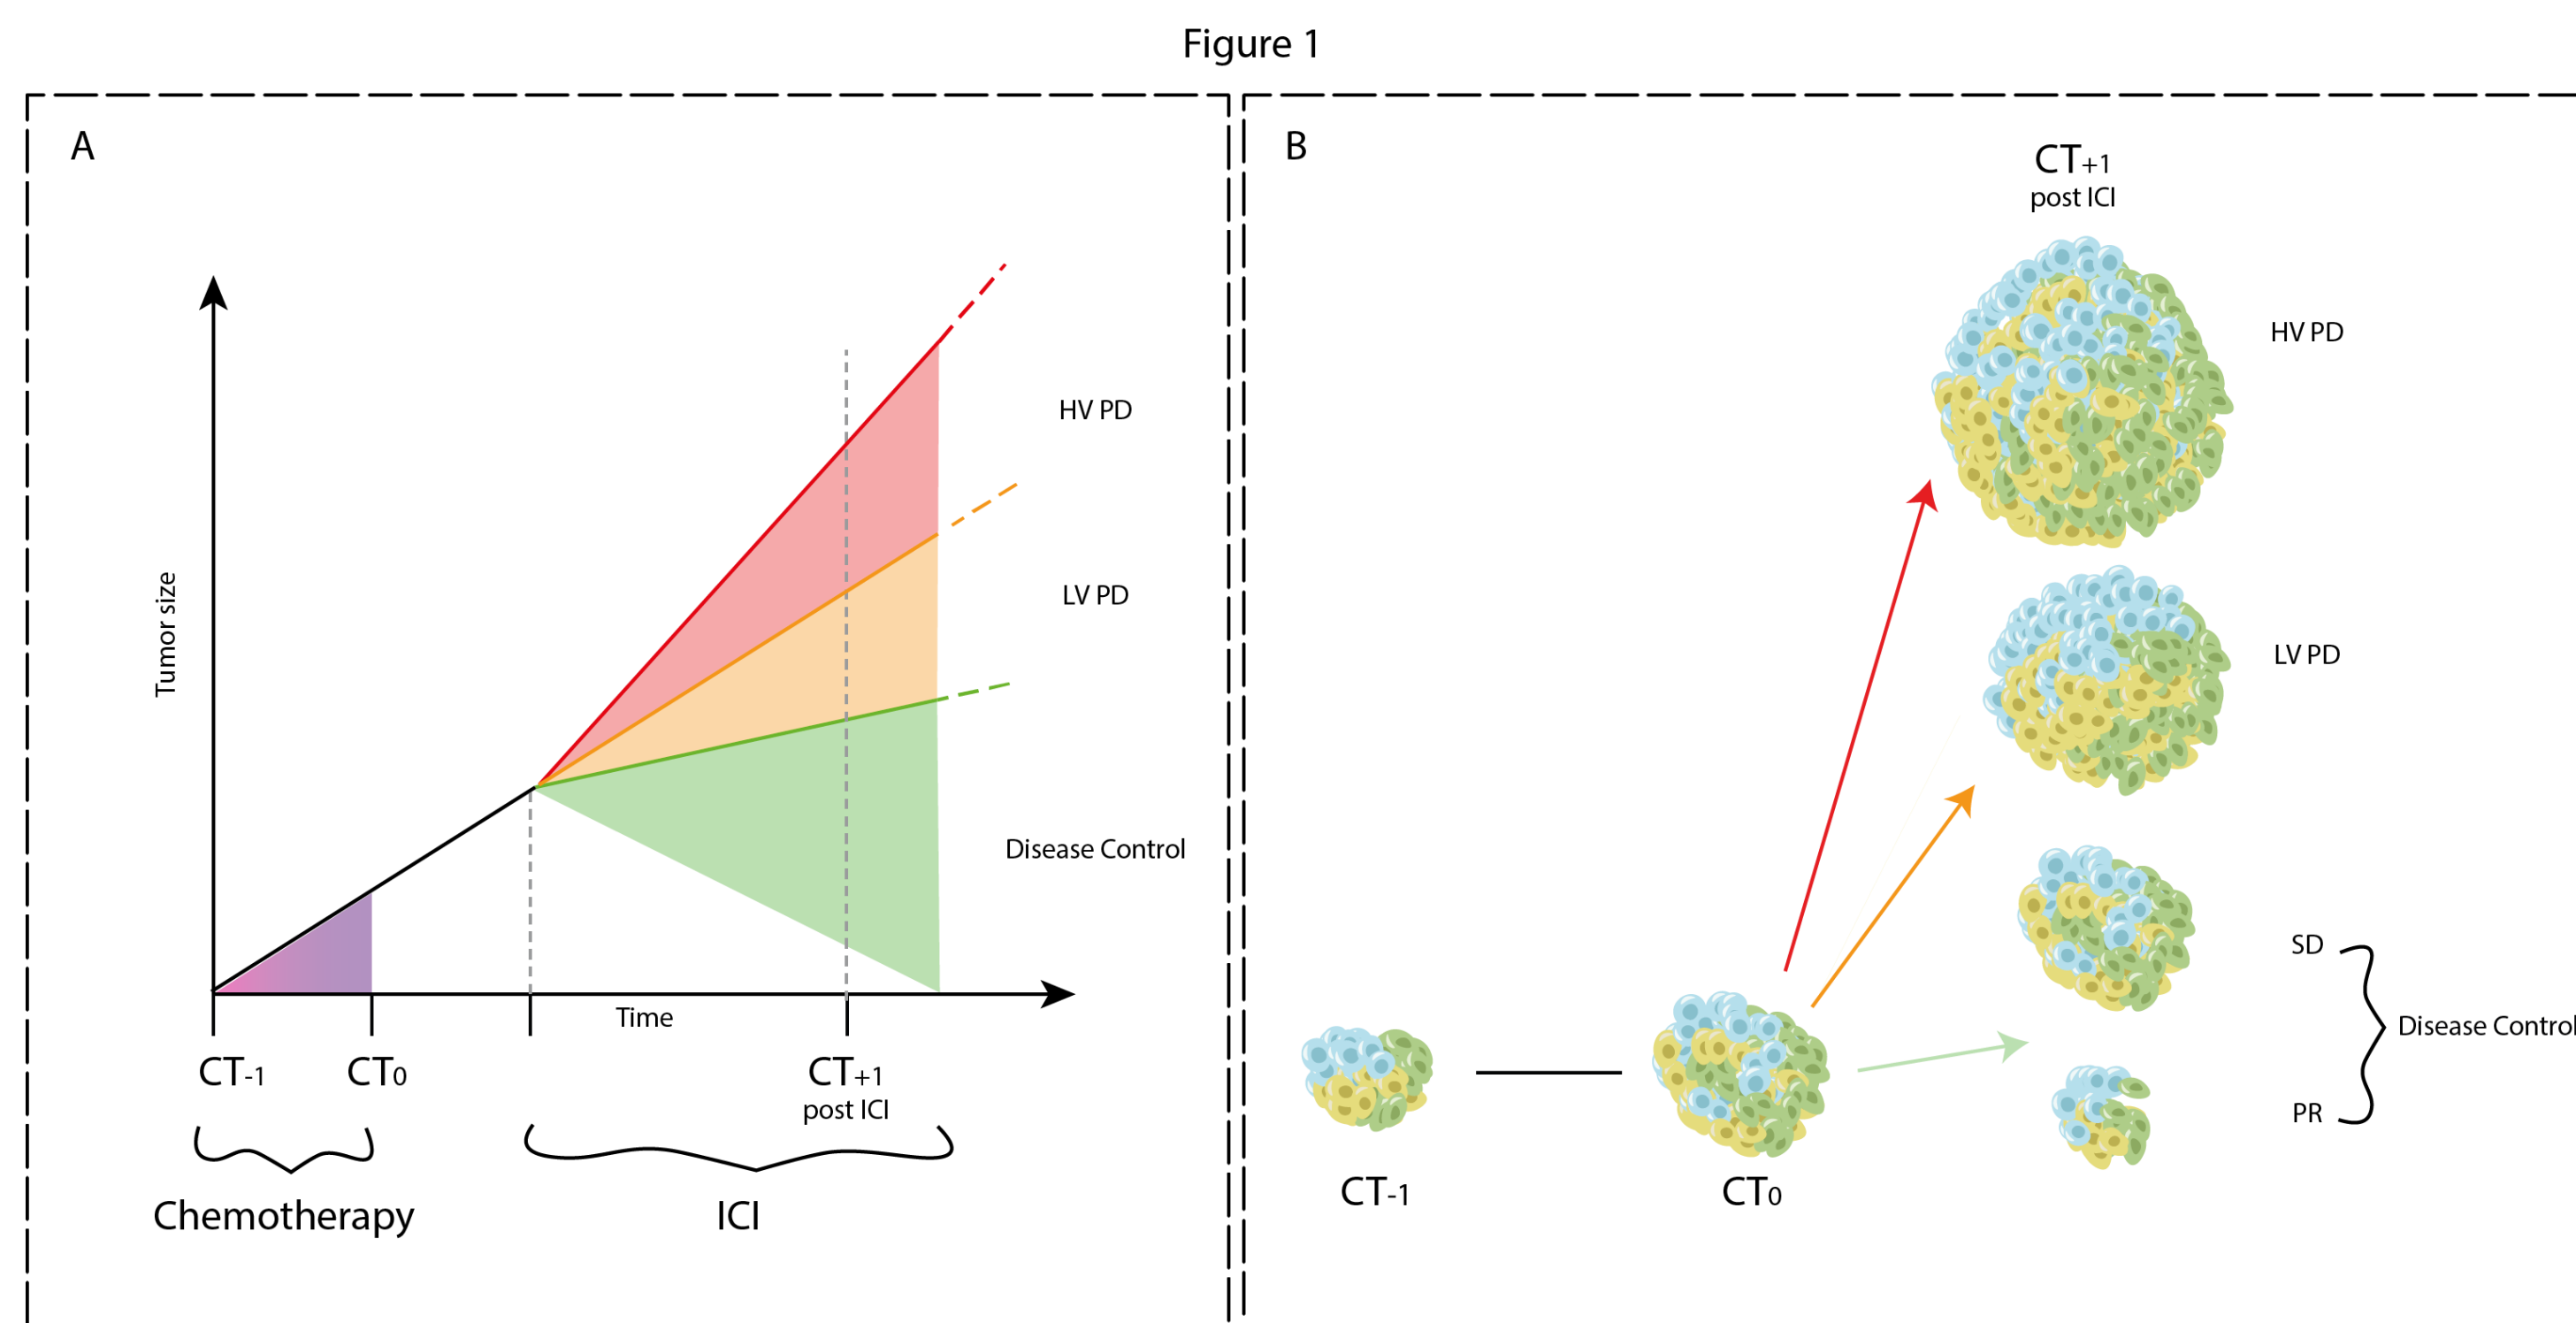 Figure 1
A
Tumor size
HV PD
LV PD
Disease Control
Time
CT-1
CT0
CT+1
post ICI
Chemotherapy
ICI
B
CT+1
post ICI
HV PD
LV PD
SD
Disease Control
PR
CT-1
CT0